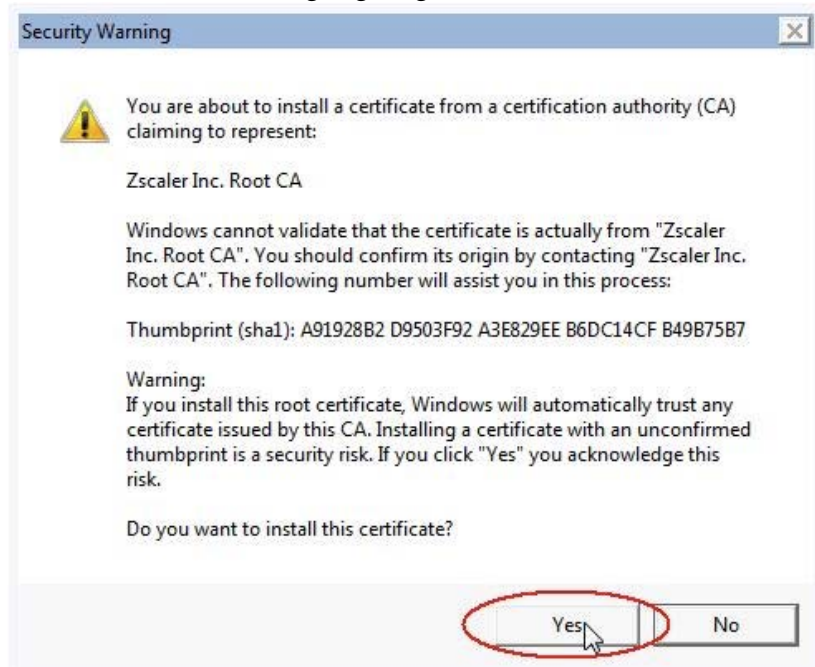 Security Warning
You are about to install a certificate from a certification authority (CA)
claiming to represent:
Zscaler Inc. Root CA
Windows cannot validate that the certificate is actually from "Zscaler
Inc. Root CA". You should confirm its origin by contacting "Zscaler Inc.
Root CA". The following number will assist you in this process:
Thumbprint (sha1): A91928B2 D9503F92 A3E829EE B6DC14CF B49B75B7
Warning:
If you install this root certificate, Windows will automatically trust any
certificate issued by this CA. Installing a certificate with an unconfirmed
thumbprint is a security risk. If you click "Yes" you acknowledge this
risk.
Do you want to install this certificate?
Yes
No